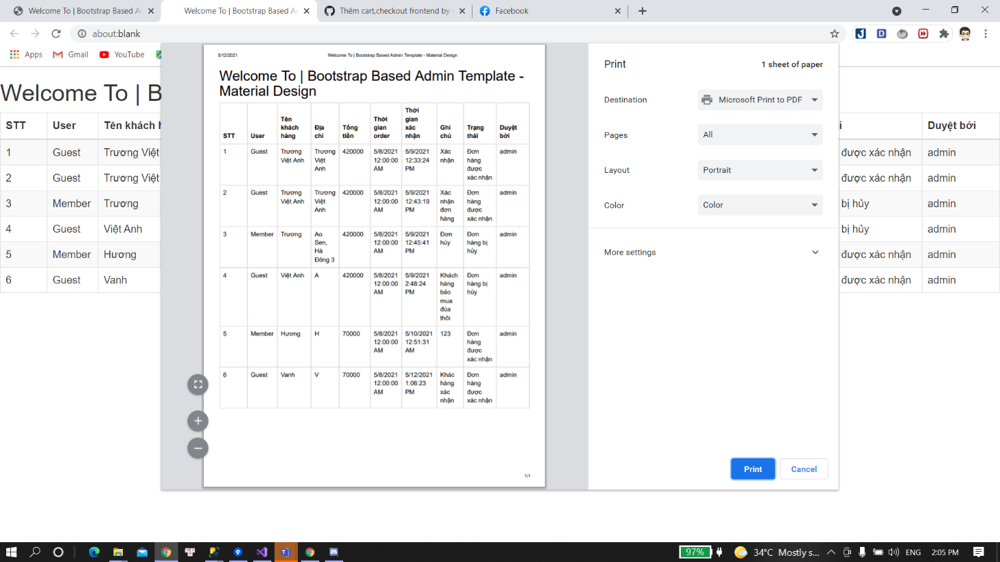 Welcome To | Bootstrap Based A
Welcome To | Bootstrap Based A
Thêm cart,checkout frontend by
Facebook
about:blank
Apps
Gmail
YouTube
Welcome To | B
STT User Tên khách h
1 Guest Trương Việt
2 Guest Trương Việt
3 Member Trương
4 Guest Việt Anh
5 Member Hương
6 Guest Vanh
5/12/2021 Welcome To | Bootstrap Based Admin Template - Material Design
Welcome To | Bootstrap Based Admin Template -
Material Design
STT User Tên khách hàng Địa chỉ Tổng tiền Thời gian order Thời gian xác nhận Ghi chú Trạng thái Duyệt bởi
1 Guest Trương Việt Anh Trương Việt Anh 420000 5/8/2021 12:00:00 AM 5/9/2021 12:33:24 PM Xác nhận Đơn hàng được xác nhận admin
2 Guest Trương Việt Anh Trương Việt Anh 420000 5/8/2021 12:00:00 AM 5/9/2021 12:43:19 PM Xác nhận đơn hàng Đơn hàng được xác nhận admin
3 Member Trương Ao Sen, Hà Đông 3 420000 5/8/2021 12:00:00 AM 5/9/2021 12:45:41 PM Đơn hủy Đơn hàng bị hủy admin
4 Guest Việt Anh A 420000 5/8/2021 12:00:00 AM 5/9/2021 2:48:24 PM Khách hàng bảo mua đùa thôi Đơn hàng bị hủy admin
5 Member Hương H 70000 5/8/2021 12:00:00 AM 5/10/2021 12:51:31 AM 123 Đơn hàng được xác nhận admin
6 Guest Vanh V 70000 5/8/2021 12:00:00 AM 5/12/2021 1:06:23 PM Khác hàng xác nhận Đơn hàng được xác nhận admin
1/1
Print 1 sheet of paper
Destination Microsoft Print to PDF
Pages All
Layout Portrait
Color Color
More settings
Print Cancel
i Duyệt bởi
được xác nhận admin
được xác nhận admin
bị hủy admin
bị hủy admin
được xác nhận admin
được xác nhận admin
97% 34°C Mostly s... ENG 2:05 PM